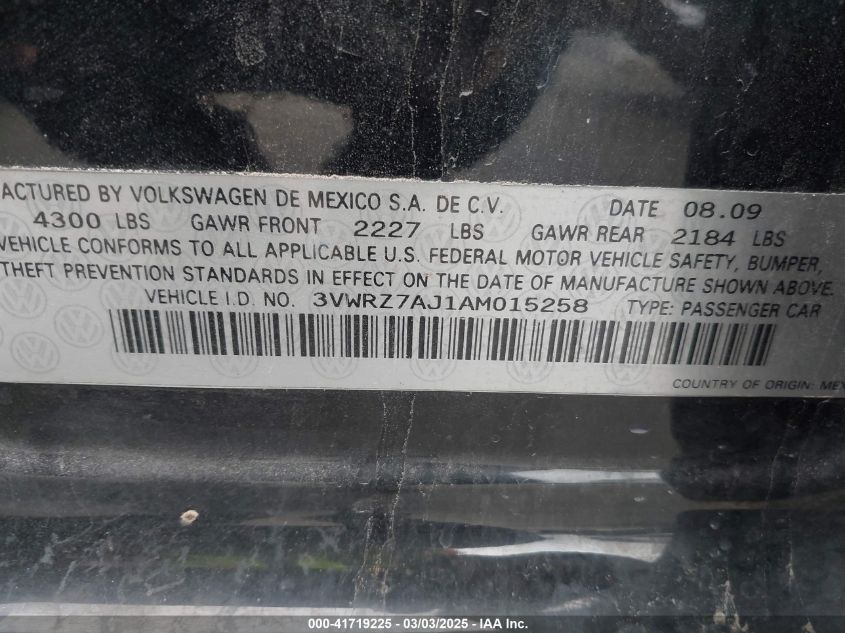 ACTURED BY VOLKSWAGEN DE MEXICO S.A. DE C.V. DATE 08.09
4300 LBS GAWR FRONT 2227 LBS GAWR REAR 2184 LBS
VEHICLE CONFORMS TO ALL APPLICABLE U.S. FEDERAL MOTOR VEHICLE SAFETY, BUMPER,
THEFT PREVENTION STANDARDS IN EFFECT ON THE DATE OF MANUFACTURE SHOWN ABOVE.
VEHICLE I.D. NO. 3VWRZ7AJ1AM015258 TYPE: PASSENGER CAR
COUNTRY OF ORIGIN: MEX
000-41719225 - 03/03/2025 - IAA Inc.